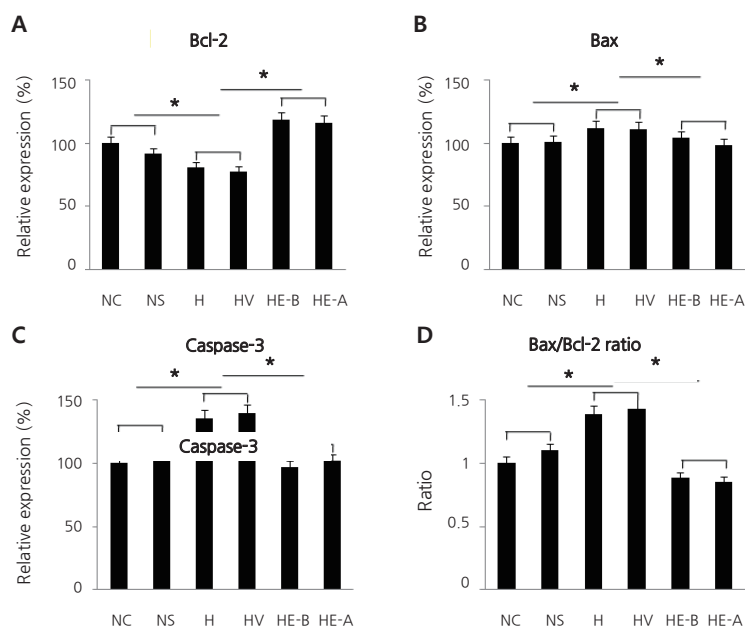 A
Bcl-2
Relative expression (%)
150
100
50
0
*
*
NC NS H HV HE-B HE-A
B
Bax
Relative expression (%)
150
100
50
0
*
*
NC NS H HV HE-B HE-A
C
Caspase-3
Relative expression (%)
150
100
50
0
*
*
Caspase-3
NC NS H HV HE-B HE-A
D
Bax/Bcl-2 ratio
Ratio
1.5
1
0.5
0
*
*
NC NS H HV HE-B HE-A